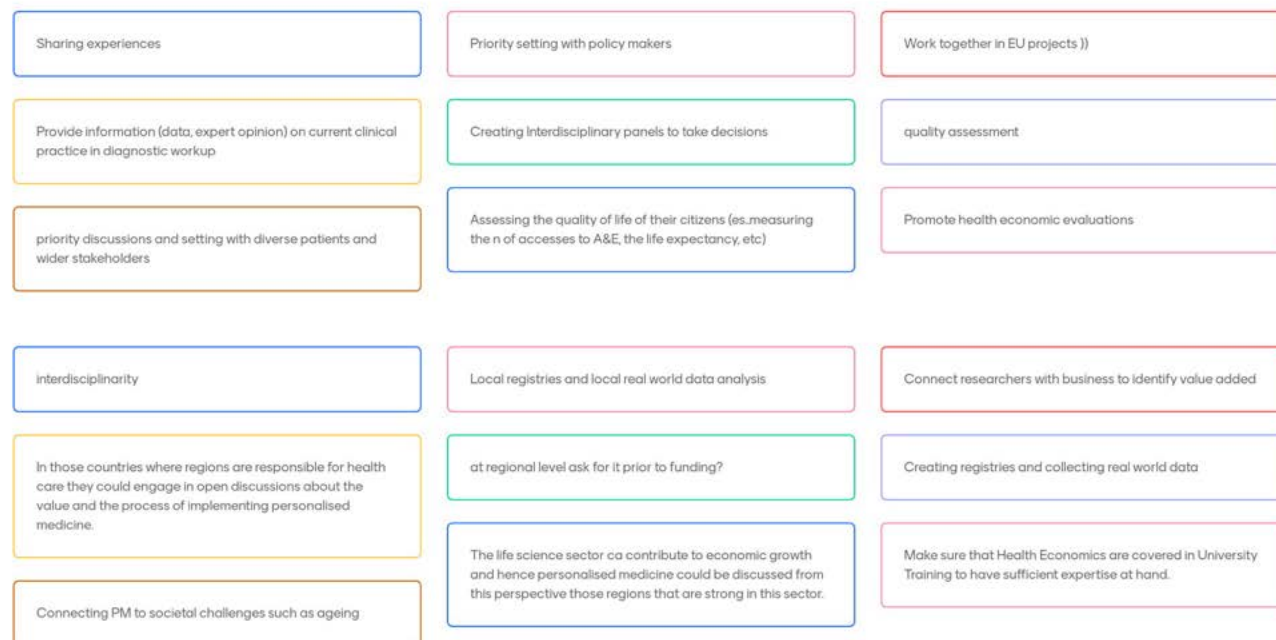 Sharing experiences
Priority setting with policy makers
Work together in EU projects ))
Provide information (data, expert opinion) on current clinical
practice in diagnostic workup
Creating Interdisciplinary panels to take decisions
quality assessment
priority discussions and setting with diverse patients and
wider stakeholders
Assessing the quality of life of their citizens (es..measuring
the n of accesses to A&E, the life expectancy, etc)
Promote health economic evaluations
interdisciplinarity
Local registries and local real world data analysis
Connect researchers with business to identify value added
In those countries where regions are responsible for health
care they could engage in open discussions about the
value and the process of implementing personalised
medicine.
at regional level ask for it prior to funding?
Creating registries and collecting real world data
Connecting PM to societal challenges such as ageing
The life science sector ca contribute to economic growth
and hence personalised medicine could be discussed from
this perspective those regions that are strong in this sector.
Make sure that Health Economics are covered in University
Training to have sufficient expertise at hand.